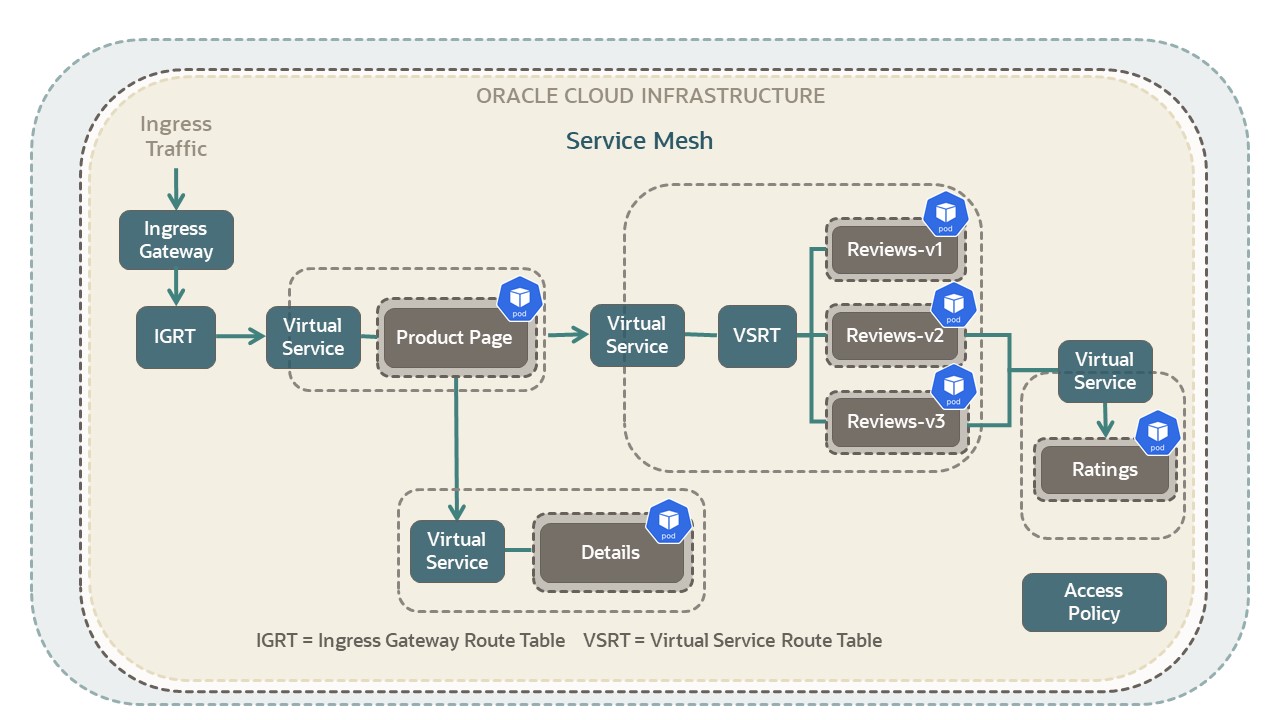 ORACLE CLOUD INFRASTRUCTURE
Service Mesh
Ingress
Traffic
Ingress
Gateway
IGRT
Virtual
Service
Product Page
pod
Virtual
Service
VSRT
Reviews-v1
pod
Reviews-v2
pod
Reviews-v3
pod
Virtual
Service
Ratings
pod
Virtual
Service
Details
pod
Access
Policy
IGRT = Ingress Gateway Route Table VSRT = Virtual Service Route Table